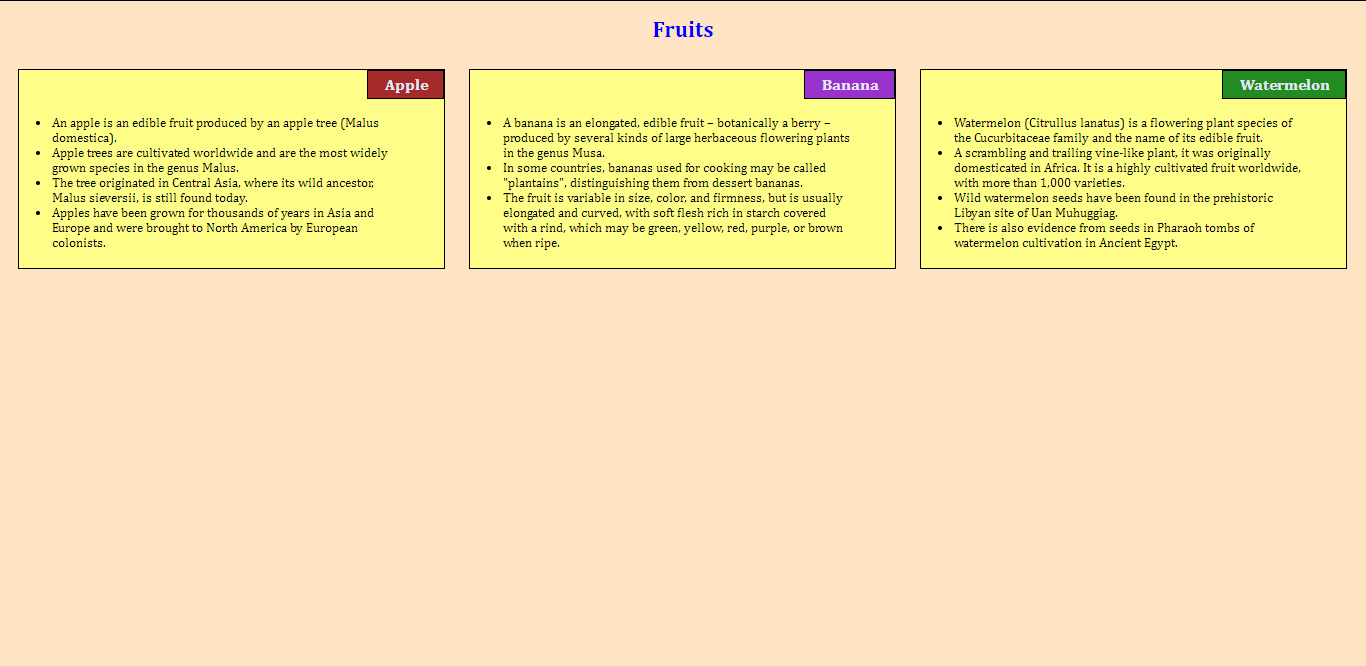 Fruits
Apple
• An apple is an edible fruit produced by an apple tree (Malus
domestica).
• Apple trees are cultivated worldwide and are the most widely
grown species in the genus Malus.
• The tree originated in Central Asia, where its wild ancestor,
Malus sieversii, is still found today.
• Apples have been grown for thousands of years in Asia and
Europe and were brought to North America by European
colonists.
Banana
• A banana is an elongated, edible fruit – botanically a berry –
produced by several kinds of large herbaceous flowering plants
in the genus Musa.
• In some countries, bananas used for cooking may be called
"plantains", distinguishing them from dessert bananas.
• The fruit is variable in size, color, and firmness, but is usually
elongated and curved, with soft flesh rich in starch covered
with a rind, which may be green, yellow, red, purple, or brown
when ripe.
Watermelon
• Watermelon (Citrullus lanatus) is a flowering plant species of
the Cucurbitaceae family and the name of its edible fruit.
• A scrambling and trailing vine-like plant, it was originally
domesticated in Africa. It is a highly cultivated fruit worldwide,
with more than 1,000 varieties.
• Wild watermelon seeds have been found in the prehistoric
Libyan site of Uan Muhuggiag.
• There is also evidence from seeds in Pharaoh tombs of
watermelon cultivation in Ancient Egypt.